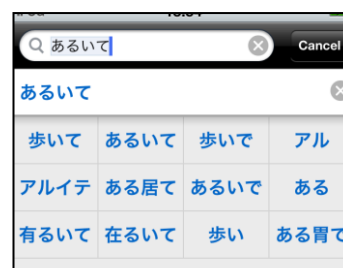 あるいて Cancel
あるいて
歩いて あるいて 歩いで アル
アルイテ ある居て あるいで ある
有るいて 在るいて 歩い ある胃て